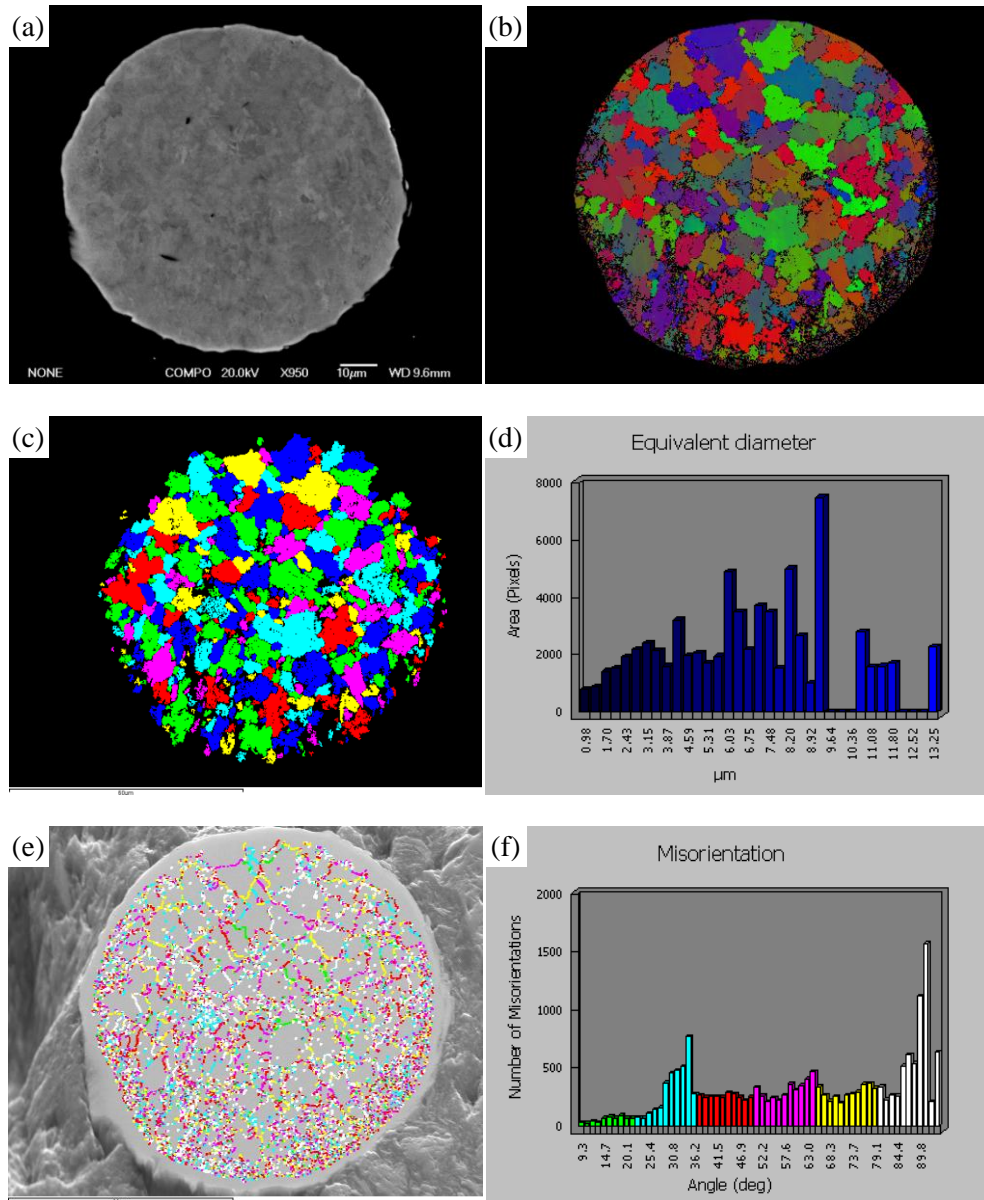 (a)
NONE COMPO 20.0kV X950 10µm WD 9.6mm
(b)
(c)
(d)
Equivalent diameter
8000
6000
4000
2000
0
Area (Pixels)
0.98 1.70 2.43 3.15 3.87 4.59 5.31 6.03 6.75 7.48 8.20 8.92 9.64 10.36 11.08 11.80 12.52 13.25
µm
(e)
(f)
Misorientation
2000
1500
1000
500
0
Number of Misorientations
9.3 14.7 20.1 25.4 30.8 36.2 41.5 46.9 52.2 57.6 63.0 68.3 73.7 79.1 84.4 89.8
Angle (deg)